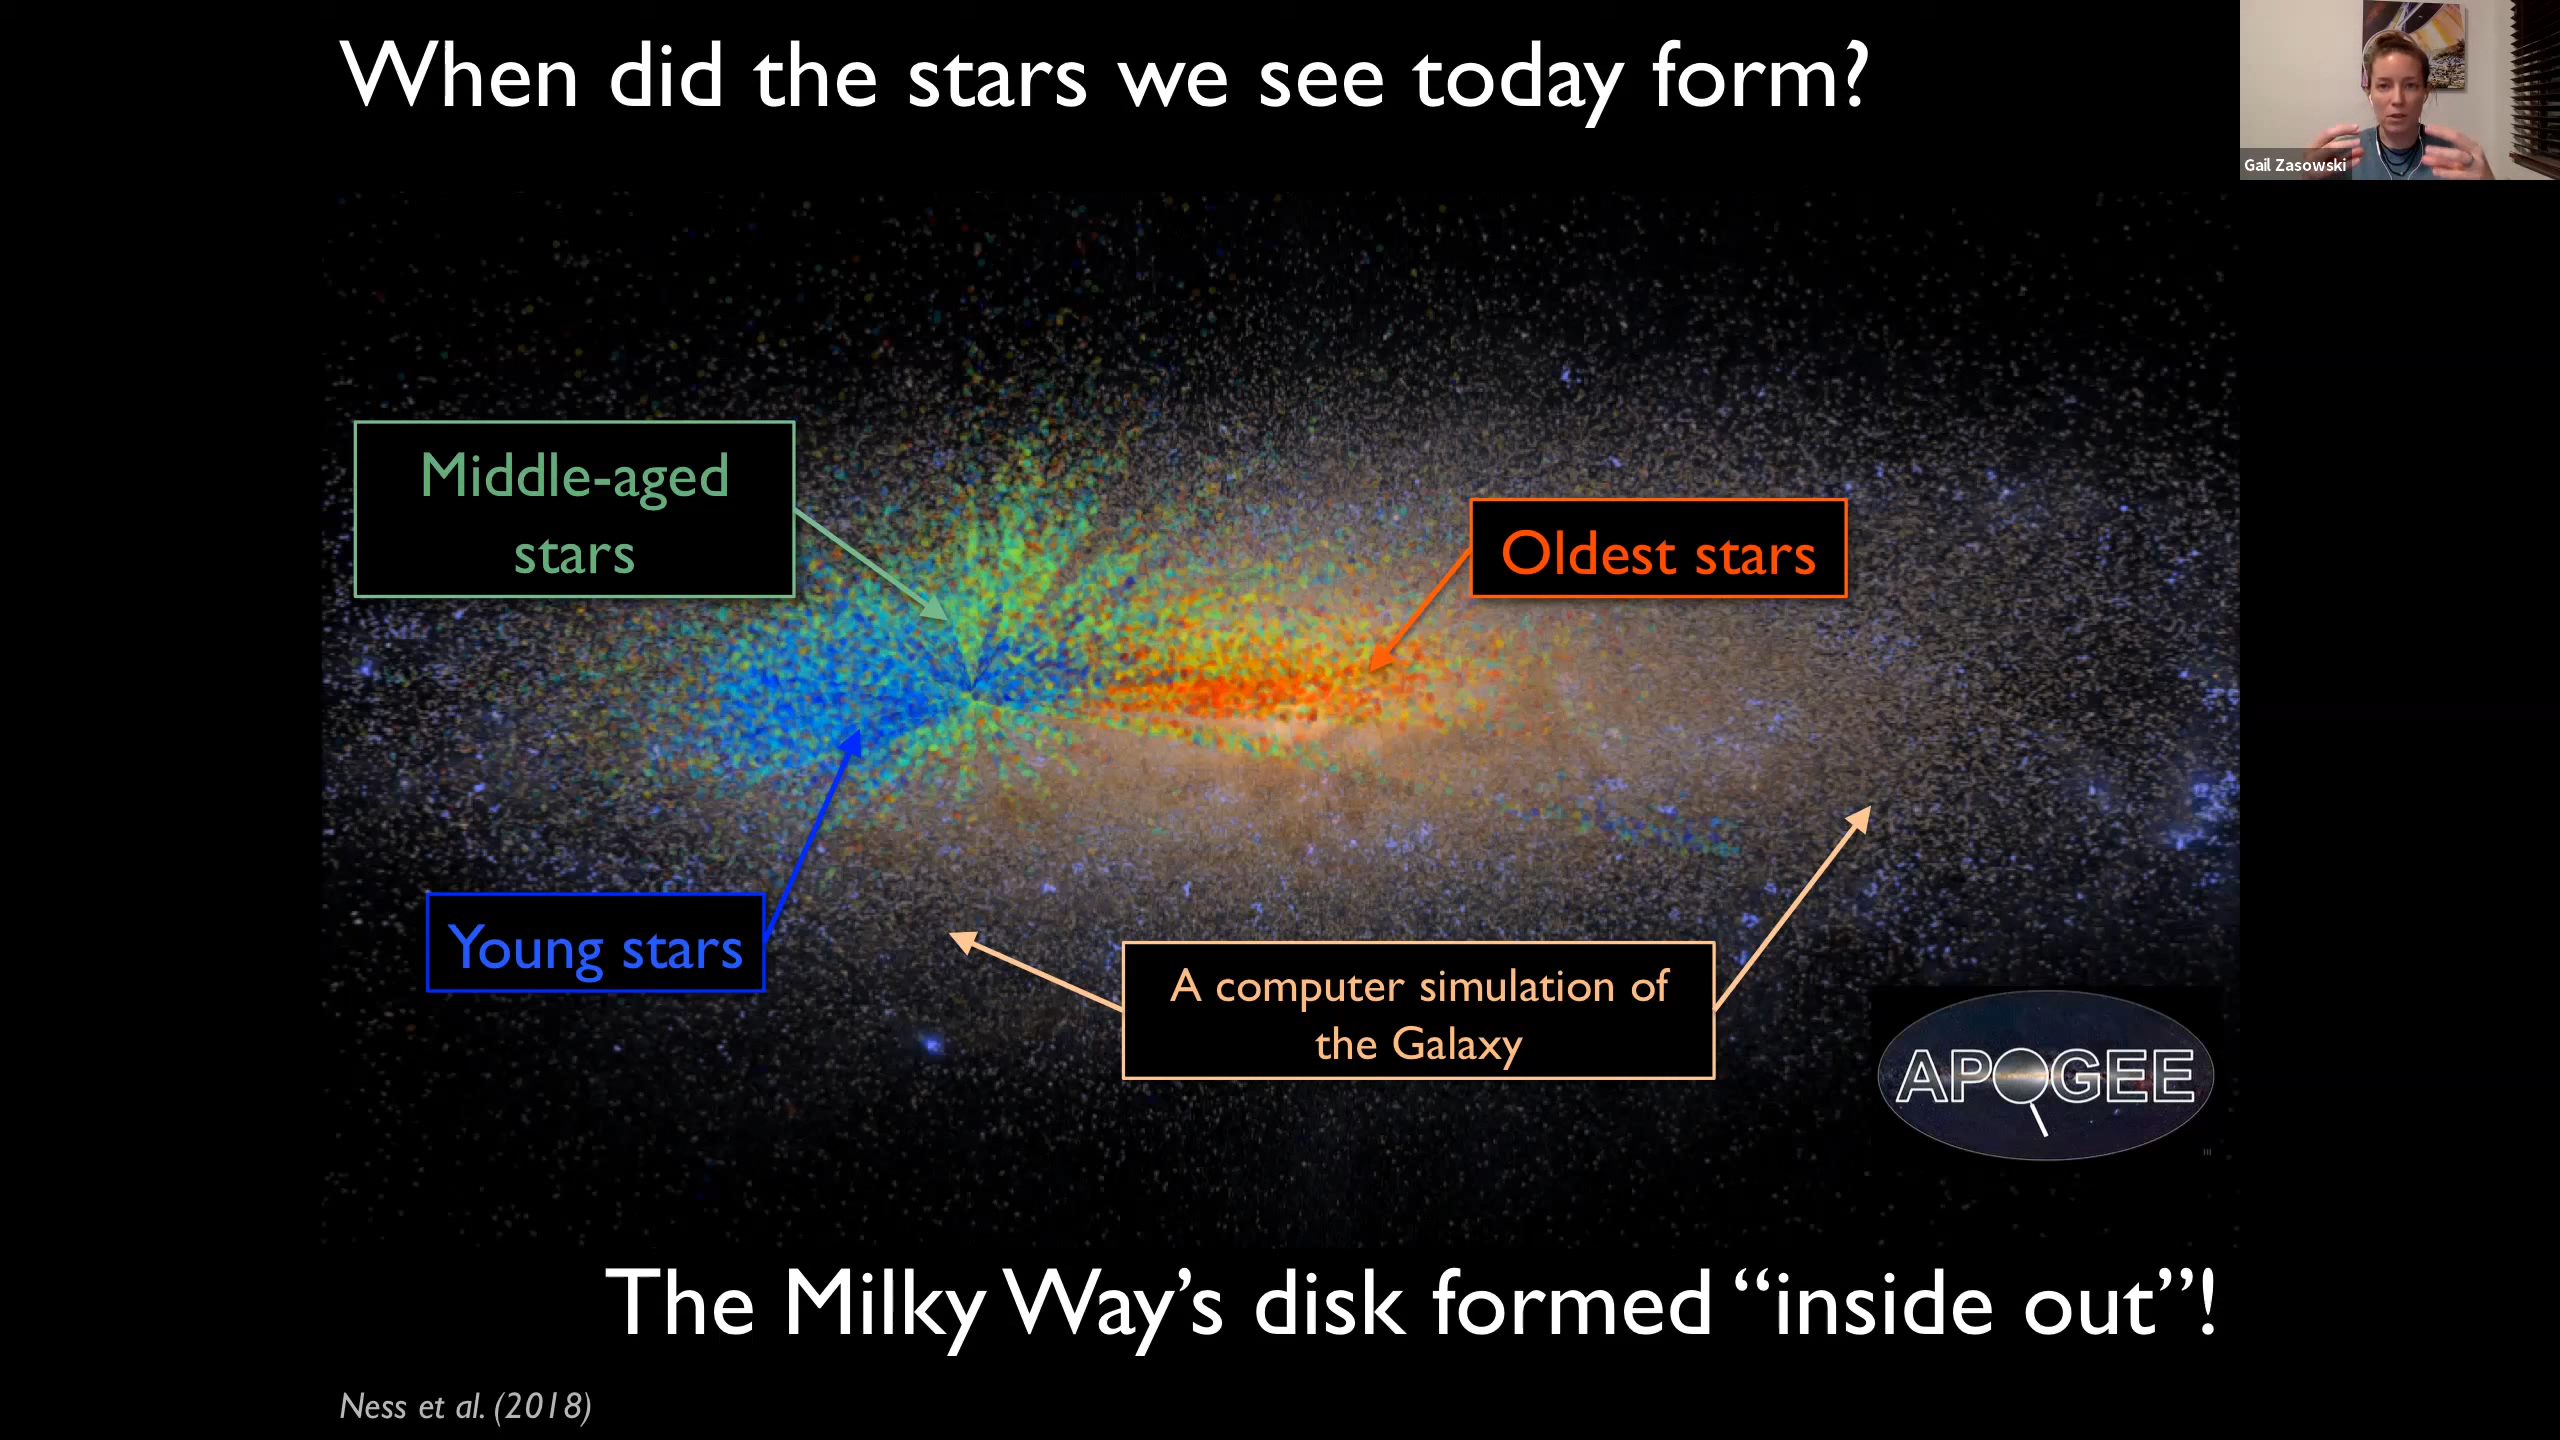 When did the stars we see today form?
Gail Zasowski
Middle-aged
stars
Oldest stars
Young stars
A computer simulation of
the Galaxy
APOGEE
The Milky Way’s disk formed “inside out”!
Ness et al. (2018)